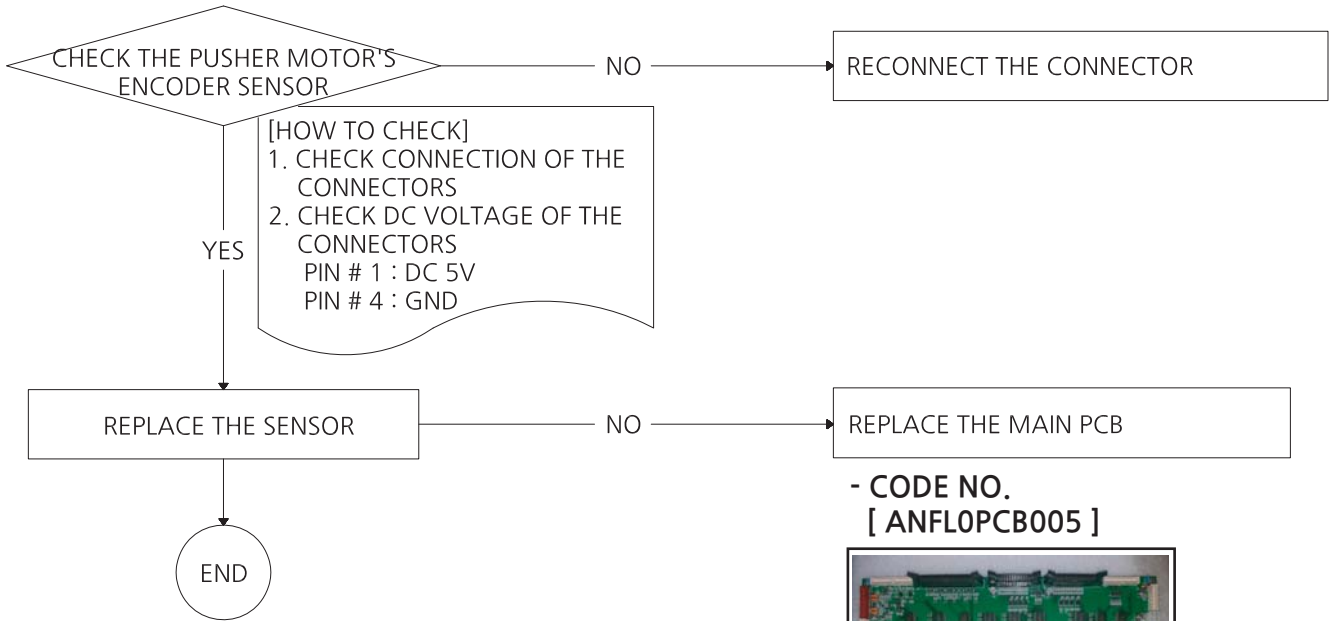 CHECK THE PUSHER MOTOR'S
ENCODER SENSOR
NO
RECONNECT THE CONNECTOR
[HOW TO CHECK]
1. CHECK CONNECTION OF THE
CONNECTORS
2. CHECK DC VOLTAGE OF THE
CONNECTORS
PIN # 1 : DC 5V
PIN # 4 : GND
YES
REPLACE THE SENSOR
NO
REPLACE THE MAIN PCB
- CODE NO.
[ ANFL0PCB005 ]
END